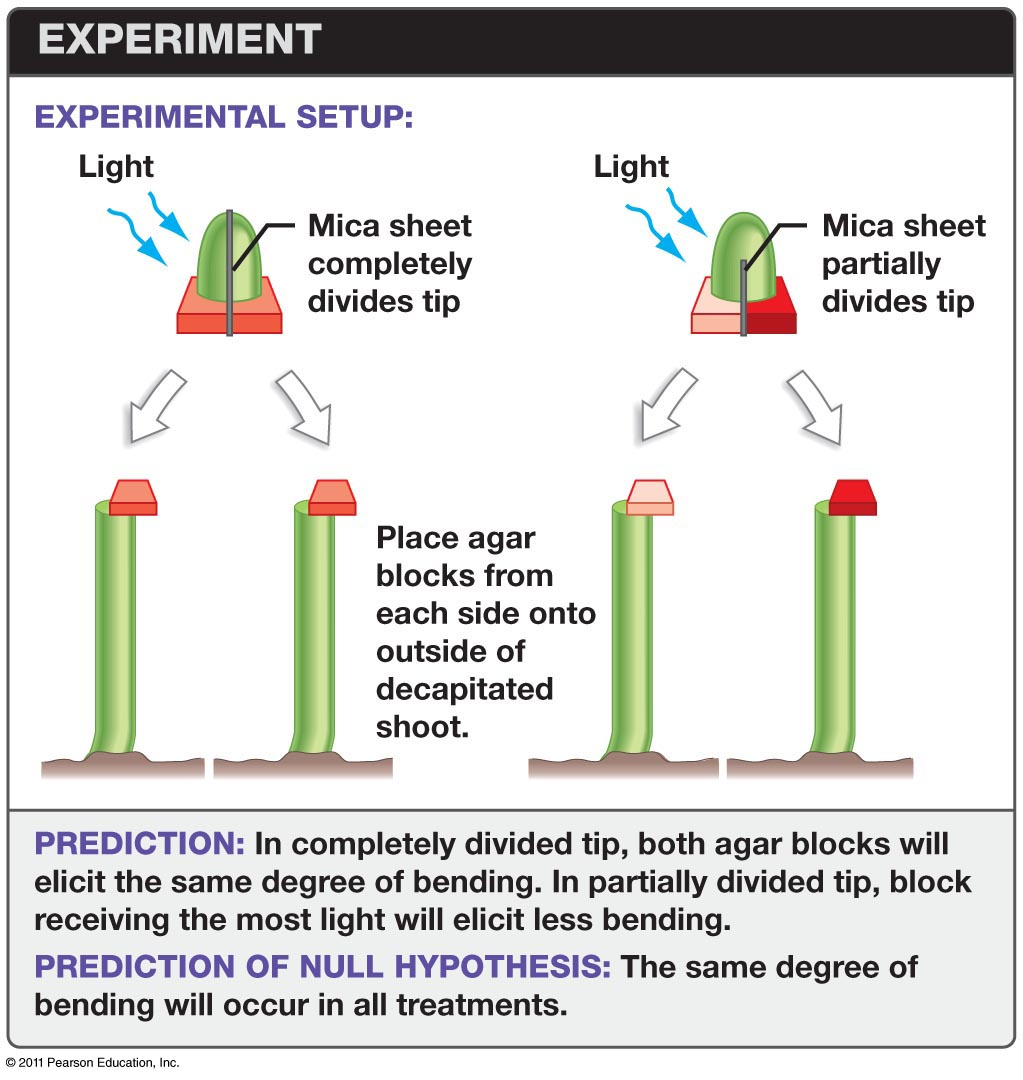 EXPERIMENT
EXPERIMENTAL SETUP:
Light
Mica sheet
completely
divides tip
Light
Mica sheet
partially
divides tip
Place agar
blocks from
each side onto
outside of
decapitated
shoot.
PREDICTION: In completely divided tip, both agar blocks will
elicit the same degree of bending. In partially divided tip, block
receiving the most light will elicit less bending.
PREDICTION OF NULL HYPOTHESIS: The same degree of
bending will occur in all treatments.
© 2011 Pearson Education, Inc.